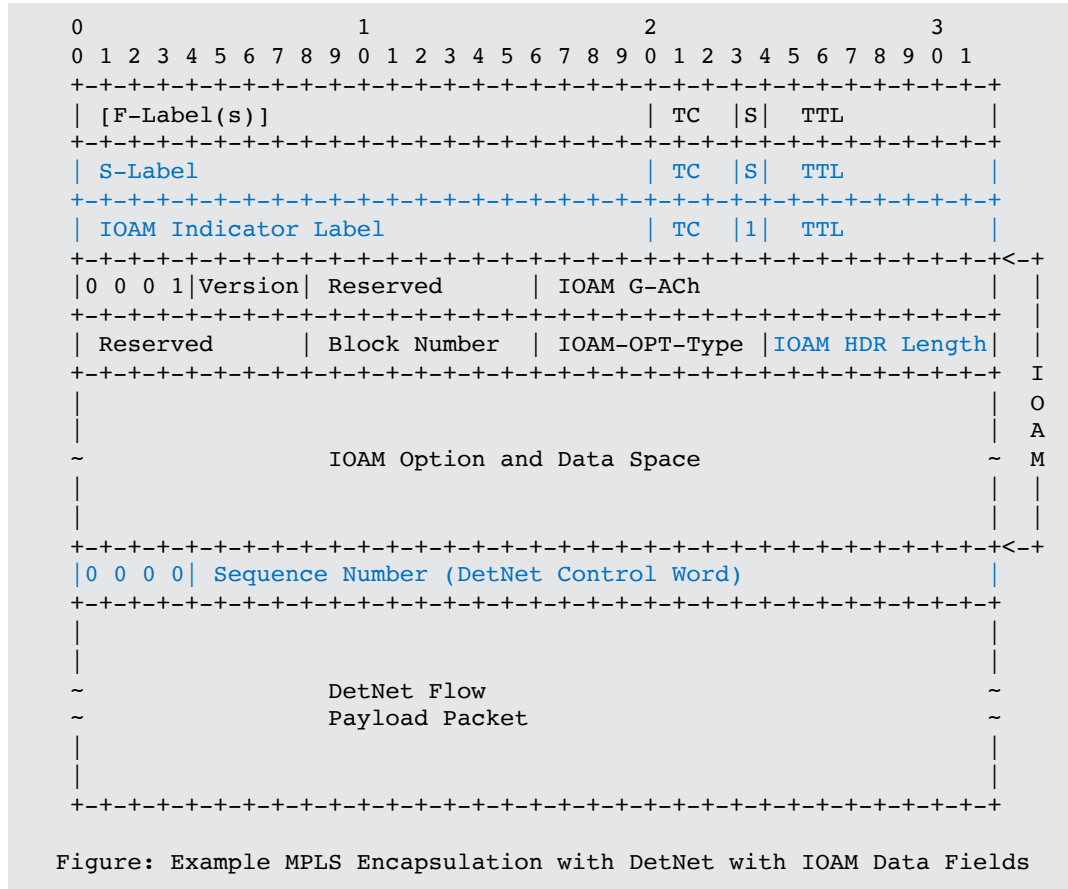 0                   1                   2                   3
0 1 2 3 4 5 6 7 8 9 0 1 2 3 4 5 6 7 8 9 0 1 2 3 4 5 6 7 8 9 0 1
+-+-+-+-+-+-+-+-+-+-+-+-+-+-+-+-+-+-+-+-+-+-+-+-+-+-+-+-+-+-+-+-+
| [F-Label(s)]                          | TC  |S|   TTL         |
+-+-+-+-+-+-+-+-+-+-+-+-+-+-+-+-+-+-+-+-+-+-+-+-+-+-+-+-+-+-+-+-+
| S-Label                               | TC  |S|   TTL         |
+-+-+-+-+-+-+-+-+-+-+-+-+-+-+-+-+-+-+-+-+-+-+-+-+-+-+-+-+-+-+-+-+
| IOAM Indicator Label                  | TC  |1|   TTL         |
+-+-+-+-+-+-+-+-+-+-+-+-+-+-+-+-+-+-+-+-+-+-+-+-+-+-+-+-+-+-+-+-+<-+
|0 0 0 1|Version| Reserved      | IOAM G-ACh                    |  |
+-+-+-+-+-+-+-+-+-+-+-+-+-+-+-+-+-+-+-+-+-+-+-+-+-+-+-+-+-+-+-+-+  |
| Reserved      | Block Number  | IOAM-OPT-Type |IOAM HDR Length|  |
+-+-+-+-+-+-+-+-+-+-+-+-+-+-+-+-+-+-+-+-+-+-+-+-+-+-+-+-+-+-+-+-+  I
|                                                               |  O
|                                                               |  A
~                 IOAM Option and Data Space                    ~  M
|                                                               |  |
|                                                               |  |
+-+-+-+-+-+-+-+-+-+-+-+-+-+-+-+-+-+-+-+-+-+-+-+-+-+-+-+-+-+-+-+-+<-+
|0 0 0 0| Sequence Number (DetNet Control Word)                 |
+-+-+-+-+-+-+-+-+-+-+-+-+-+-+-+-+-+-+-+-+-+-+-+-+-+-+-+-+-+-+-+-+
|                                                               |
|                                                               |
~                 DetNet Flow                                   ~
~                 Payload Packet                                ~
|                                                               |
|                                                               |
+-+-+-+-+-+-+-+-+-+-+-+-+-+-+-+-+-+-+-+-+-+-+-+-+-+-+-+-+-+-+-+-+
Figure: Example MPLS Encapsulation with DetNet with IOAM Data Fields